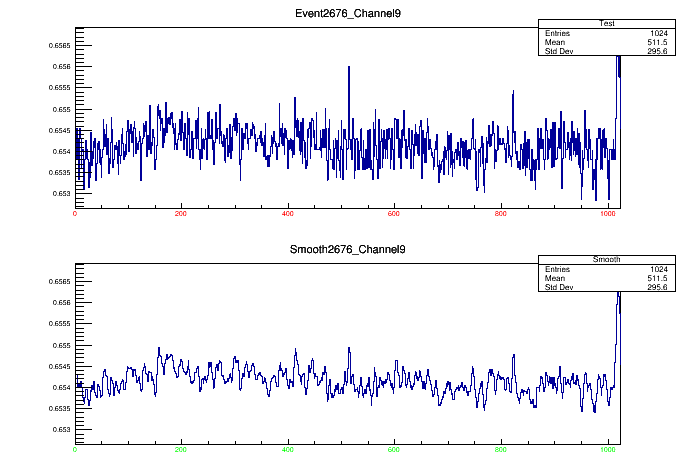 Event2676_Channel9
Test
Entries 1024
Mean 511.5
Std Dev 295.6
0.6565
0.656
0.6555
0.655
0.6545
0.654
0.6535
0.653
0 200 400 600 800 1000
Smooth2676_Channel9
Smooth
Entries 1024
Mean 511.5
Std Dev 295.6
0.6565
0.656
0.6555
0.655
0.6545
0.654
0.6535
0.653
0 200 400 600 800 1000